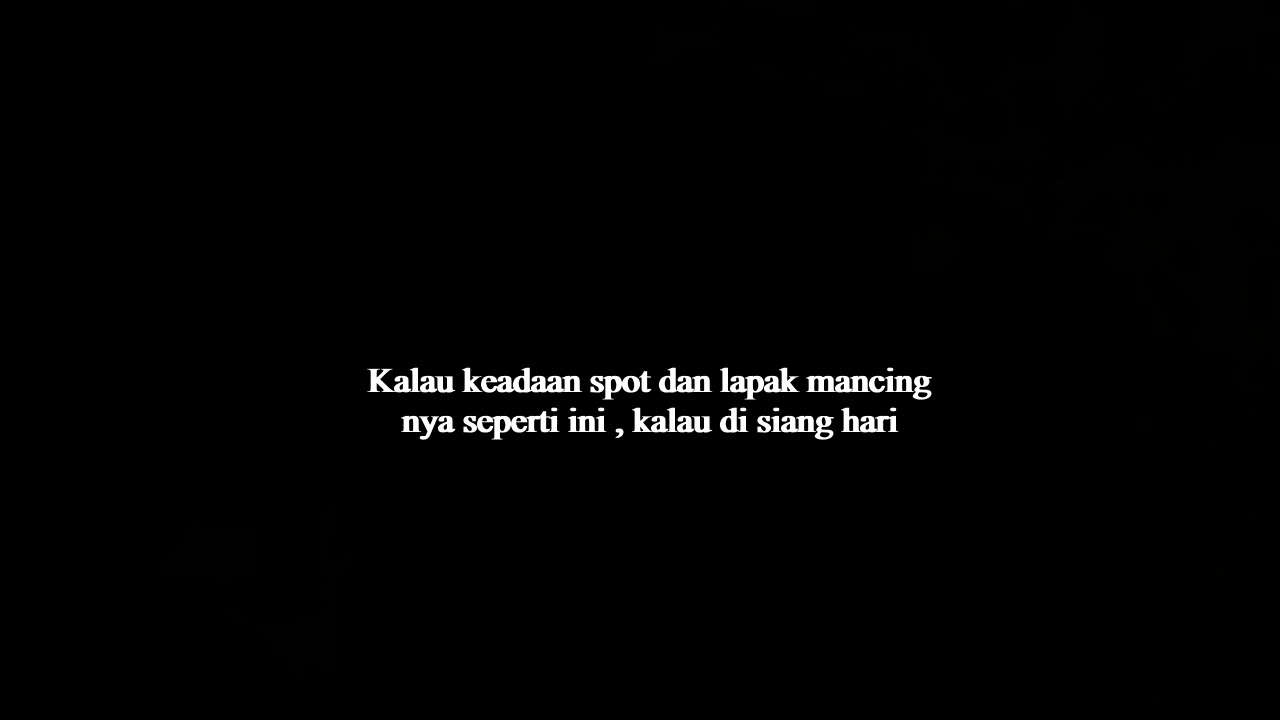 Kalau keadaan spot dan lapak mancing
nya seperti ini , kalau di siang hari